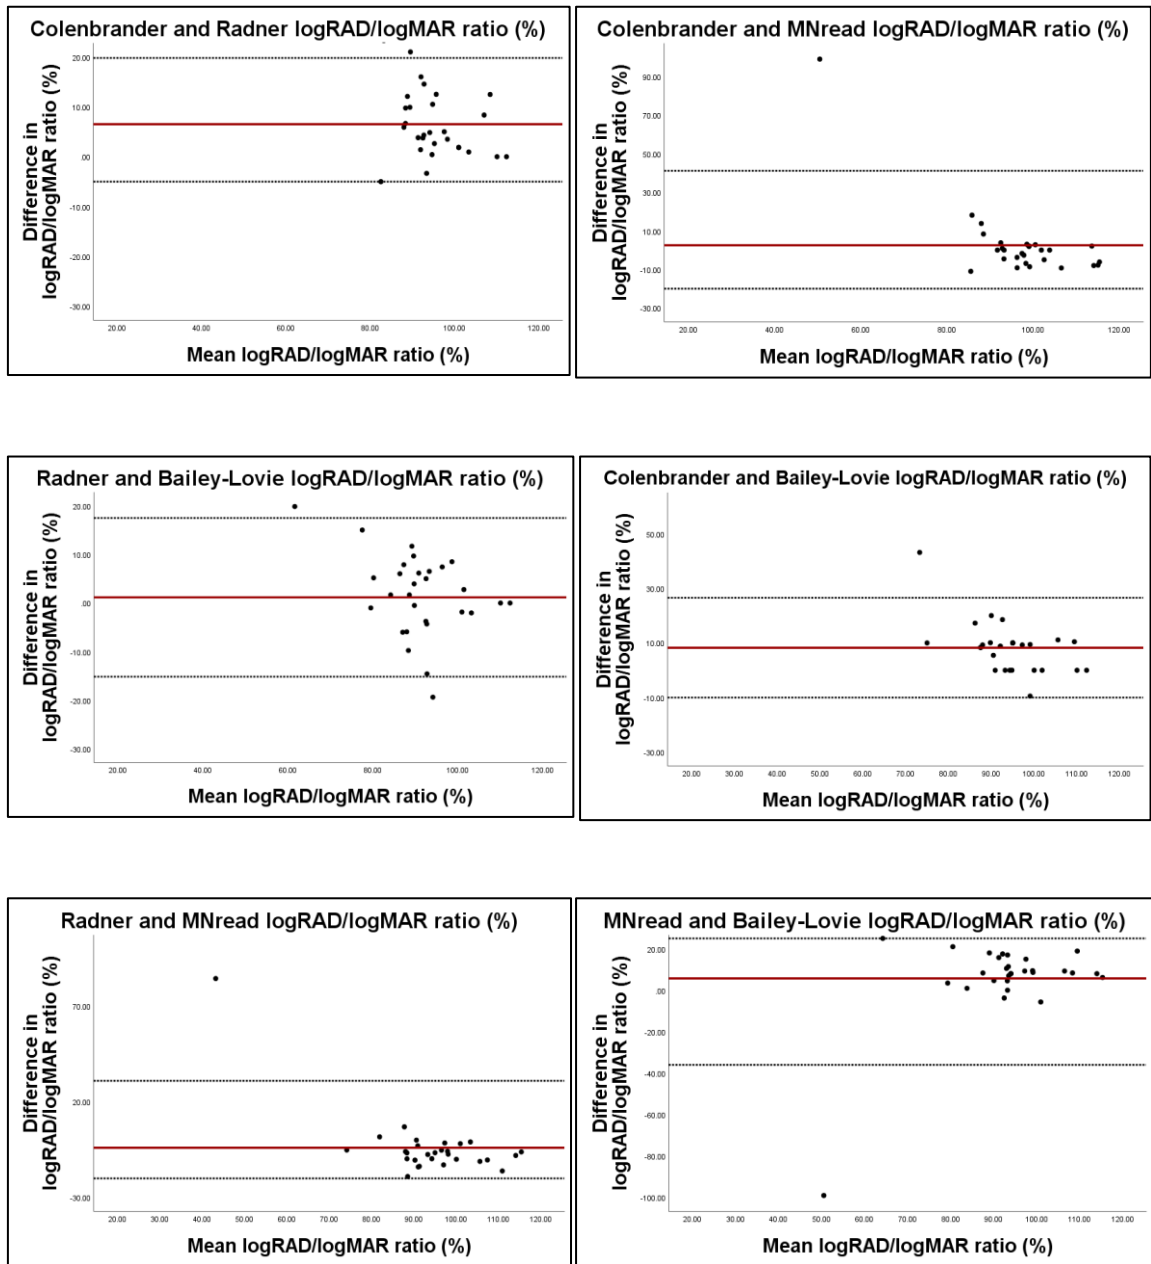 Colenbrander and Radner logRAD/logMAR ratio (%)
Difference in
logRAD/logMAR ratio (%)
20.00
10.00
.00
-10.00
-20.00
-30.00
20.00 40.00 60.00 80.00 100.00 120.00
Mean logRAD/logMAR ratio (%)
Colenbrander and MNread logRAD/logMAR ratio (%)
Difference in
logRAD/logMAR ratio (%)
90.00
70.00
50.00
30.00
10.00
-10.00
-30.00
20.00 40.00 60.00 80.00 100.00 120.00
Mean logRAD/logMAR ratio (%)
Radner and Bailey-Lovie logRAD/logMAR ratio (%)
Difference in
logRAD/logMAR ratio (%)
20.00
10.00
.00
-10.00
-20.00
-30.00
20.00 40.00 60.00 80.00 100.00 120.00
Mean logRAD/logMAR ratio (%)
Colenbrander and Bailey-Lovie logRAD/logMAR ratio (%)
Difference in
logRAD/logMAR ratio (%)
50.00
30.00
10.00
-10.00
-30.00
20.00 30.00 40.00 50.00 60.00 70.00 80.00 90.00 100.00 110.00 120.00
Mean logRAD/logMAR ratio (%)
Radner and MNread logRAD/logMAR ratio (%)
Difference in
logRAD/logMAR ratio (%)
70.00
20.00
-30.00
20.00 30.00 40.00 50.00 60.00 70.00 80.00 90.00 100.00 110.00 120.00
Mean logRAD/logMAR ratio (%)
MNread and Bailey-Lovie logRAD/logMAR ratio (%)
Difference in
logRAD/logMAR ratio (%)
20.00
.00
-20.00
-40.00
-60.00
-80.00
-100.00
20.00 30.00 40.00 50.00 60.00 70.00 80.00 90.00 100.00 110.00 120.00
Mean logRAD/logMAR ratio (%)